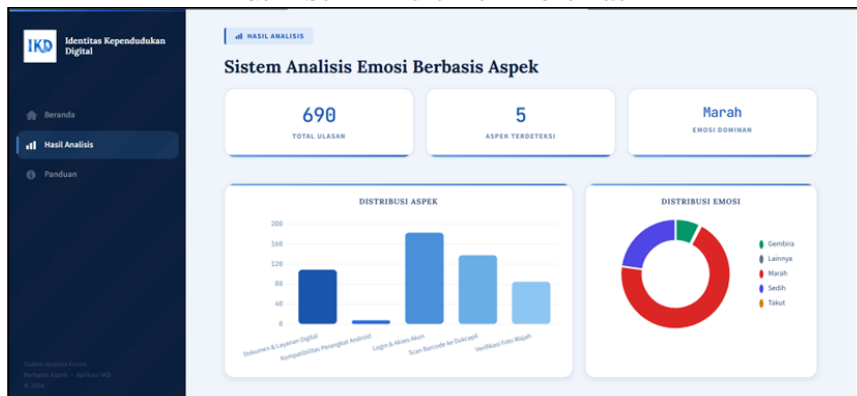 IKD
Identitas Kependudukan
Digital
Beranda
Hasil Analisis
Panduan
Sistem Analisis Emosi
Berbasis Aspek — Aplikasi IKD
HASIL ANALISIS
Sistem Analisis Emosi Berbasis Aspek
690
TOTAL ULASAN
5
ASPEK TERDETEKSI
Marah
EMOSI DOMINAN
DISTRIBUSI ASPEK
200
160
120
80
40
0
Dokumen & Layanan Digital
Kompatibilitas Perangkat Android
Login & Akses Akun
Scan Barcode ke Dukcapil
Verifikasi Foto Wajah
DISTRIBUSI EMOSI
Gembira
Lainnya
Marah
Sedih
Takut